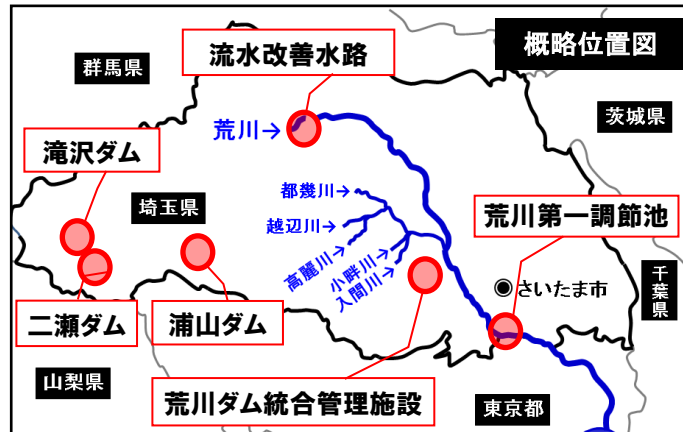 概略位置図
流水改善水路
群馬県
茨城県
荒川→
滝沢ダム
都幾川→
埼玉県
越辺川→
荒川第一調節池
高麗川→
小畔川→
入間川→
さいたま市
千葉県
二瀬ダム
浦山ダム
山梨県
荒川ダム統合管理施設
東京都